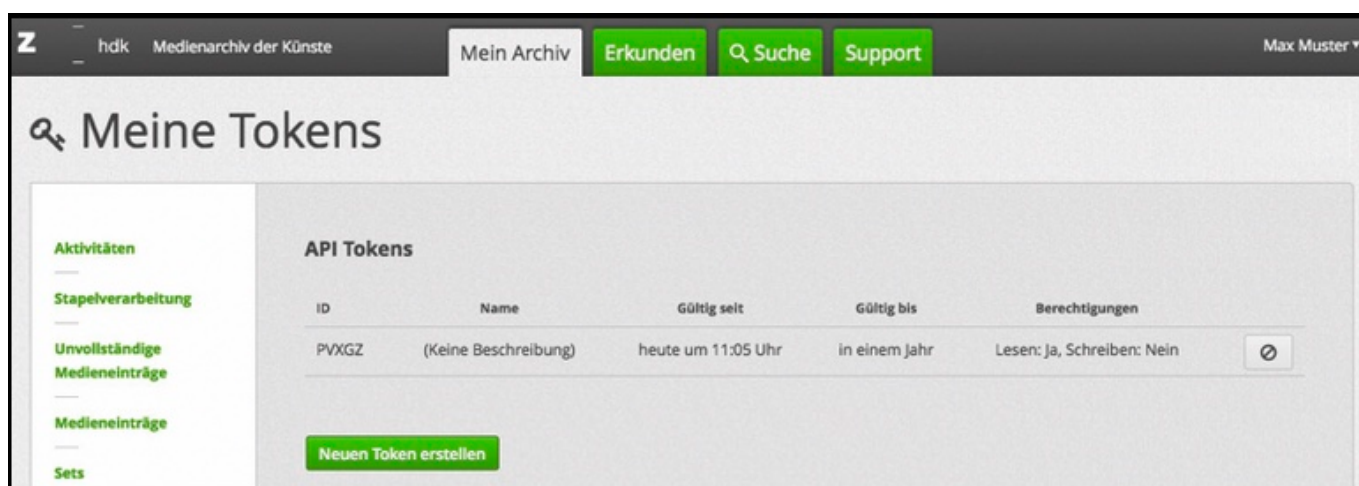 Z hdk Medienarchiv der Künste Mein Archiv Erkunden Suche Support Max Muster
Meine Tokens
Aktivitäten
Stapelverarbeitung
Unvollständige
Medieneinträge
Medieneinträge
Sets
API Tokens
ID Name Gültig seit Gültig bis Berechtigungen
PVXGZ (Keine Beschreibung) heute um 11:05 Uhr in einem Jahr Lesen: Ja, Schreiben: Nein
Neuen Token erstellen